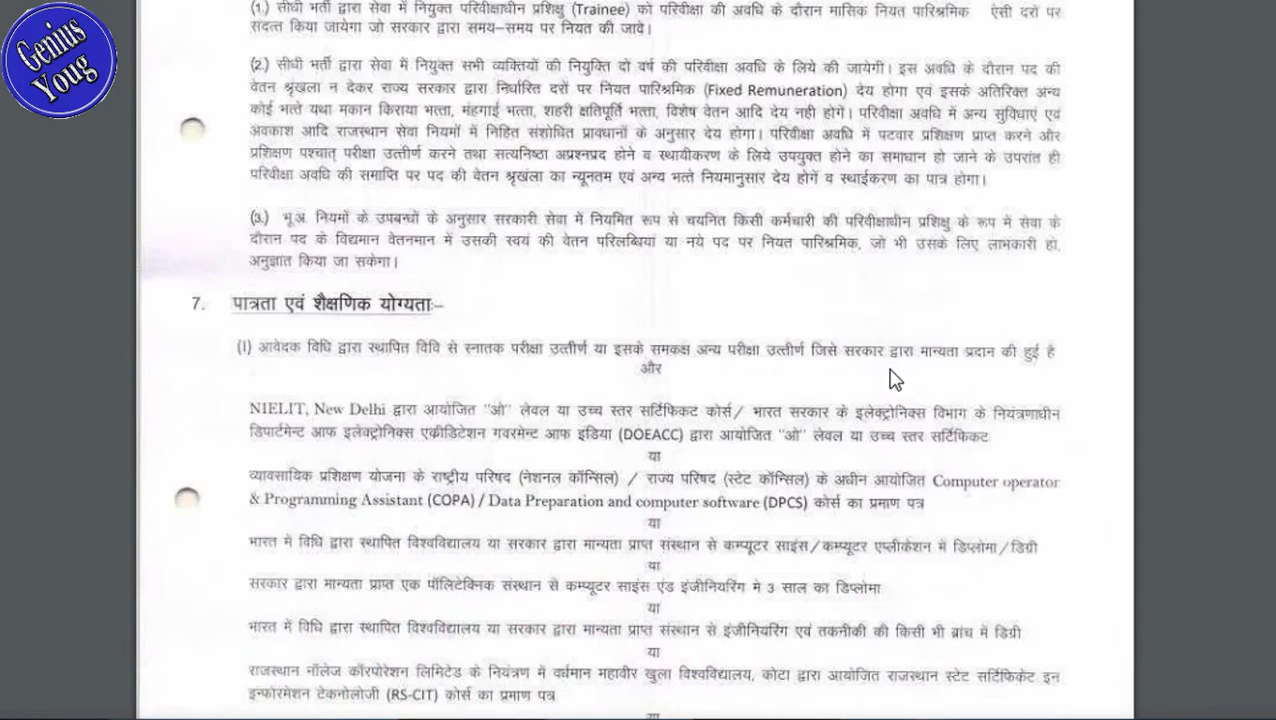 Genius
Youg
(1.) सीधी भर्ती द्वारा सेवा में नियुक्त परिवीक्षाधीन प्रशिक्षु (Trainee) को परिवीक्षा की अवधि के दौरान मासिक नियत पारिश्रमिक ऐसी दरों पर
सदत्त किया जायेगा जो सरकार द्वारा समय–समय पर नियत की जावे।
(2.) सीधी भर्ती द्वारा सेवा में नियुक्त सभी व्यक्तियों की नियुक्ति दो वर्ष की परिवीक्षा अवधि के लिये की जायेगी। इस अवधि के दौरान पद की
वेतन श्रृखला न देकर राज्य सरकार द्वारा निर्धारित दरों पर नियत पारिश्रमिक (Fixed Remuneration) देय होगा एवं इसके अतिरिक्त अन्य
कोई भत्ते यथा मकान किराया भत्ता, मंहगाई भत्ता, शहरी क्षतिपूर्ति भत्ता, विशेष वेतन आदि देय नही होगें। परिवीक्षा अवधि में अन्य सुविधाएं एवं
अवकाश आदि राजस्थान सेवा नियमों में निहित संशोधित प्रावधानों के अनुसार देय होगा। परिवीक्षा अवधि में पटवार प्रशिक्षण प्राप्त करने और
प्रशिक्षण पश्चात् परीक्षा उत्तीर्ण करने तथा सत्यनिष्ठा अप्रश्नप्रद होने व स्थायीकरण के लिये उपयुक्त होने का समाधान हो जाने के उपरांत ही
परिवीक्षा अवधि की समाप्ति पर पद की वेतन श्रृखंला का न्यूनतम एवं अन्य भत्ते नियमानुसार देय होगें व स्थाईकरण का पात्र होगा।
(3.) भू.अ. नियमों के उपबन्धों के अनुसार सरकारी सेवा में नियमित रूप से चयनित किसी कर्मचारी की परिवीक्षाधीन प्रशिक्षु के रूप में सेवा के
दौरान पद के विद्यमान वेतनमान में उसकी स्वयं की वेतन परिलब्धियां या नये पद पर नियत पारिश्रमिक, जो भी उसके लिए लाभकारी हो,
अनुज्ञात किया जा सकेगा।
7. पात्रता एवं शैक्षणिक योग्यता:–
(I) आवेदक विधि द्वारा स्थापित विवि से स्नातक परीक्षा उत्तीर्ण या इसके समकक्ष अन्य परीक्षा उत्तीर्ण जिसे सरकार द्वारा मान्यता प्रदान की हुई है
और
NIELIT, New Delhi द्वारा आयोजित "ओ" लेवल या उच्च स्तर सर्टिफिकट कोर्स/ भारत सरकार के इलेक्ट्रोनिक्स विभाग के नियंत्रणाधीन
डिपार्टमेन्ट आफ इलेक्ट्रोनिक्स एक्रीडिटेशन गवरमेन्ट आफ इंडिया (DOEACC) द्वारा आयोजित "ओ" लेवल या उच्च स्तर सर्टिफिकट
या
व्यावसायिक प्रशिक्षण योजना के राष्ट्रीय परिषद (नेशनल कॉन्सिल) / राज्य परिषद (स्टेट कॉन्सिल) के अधीन आयोजित Computer operator
& Programming Assistant (COPA) / Data Preparation and computer software (DPCS) कोर्स का प्रमाण पत्र
या
भारत में विधि द्वारा स्थापित विश्वविद्यालय या सरकार द्वारा मान्यता प्राप्त संस्थान से कम्प्यूटर साइंस/कम्प्यूटर एप्लीकेशन में डिप्लोमा/डिग्री
या
सरकार द्वारा मान्यता प्राप्त एक पॉलिटेक्निक संस्थान से कम्प्यूटर साइंस एंड इंजीनियरिंग मे 3 साल का डिप्लोमा
या
भारत में विधि द्वारा स्थापित विश्वविद्यालय या सरकार द्वारा मान्यता प्राप्त संस्थान से इंजीनियरिंग एवं तकनीकी की किसी भी ब्रांच में डिग्री
या
राजस्थान नॉलेज कॉरपोरेशन लिमिटेड के नियंत्रण में वर्धमान महावीर खुला विश्वविद्यालय, कोटा द्वारा आयोजित राजस्थान स्टेट सर्टिफिकेट इन
इन्फोरमेशन टेकनोलोजी (RS-CIT) कोर्स का प्रमाण पत्र
या